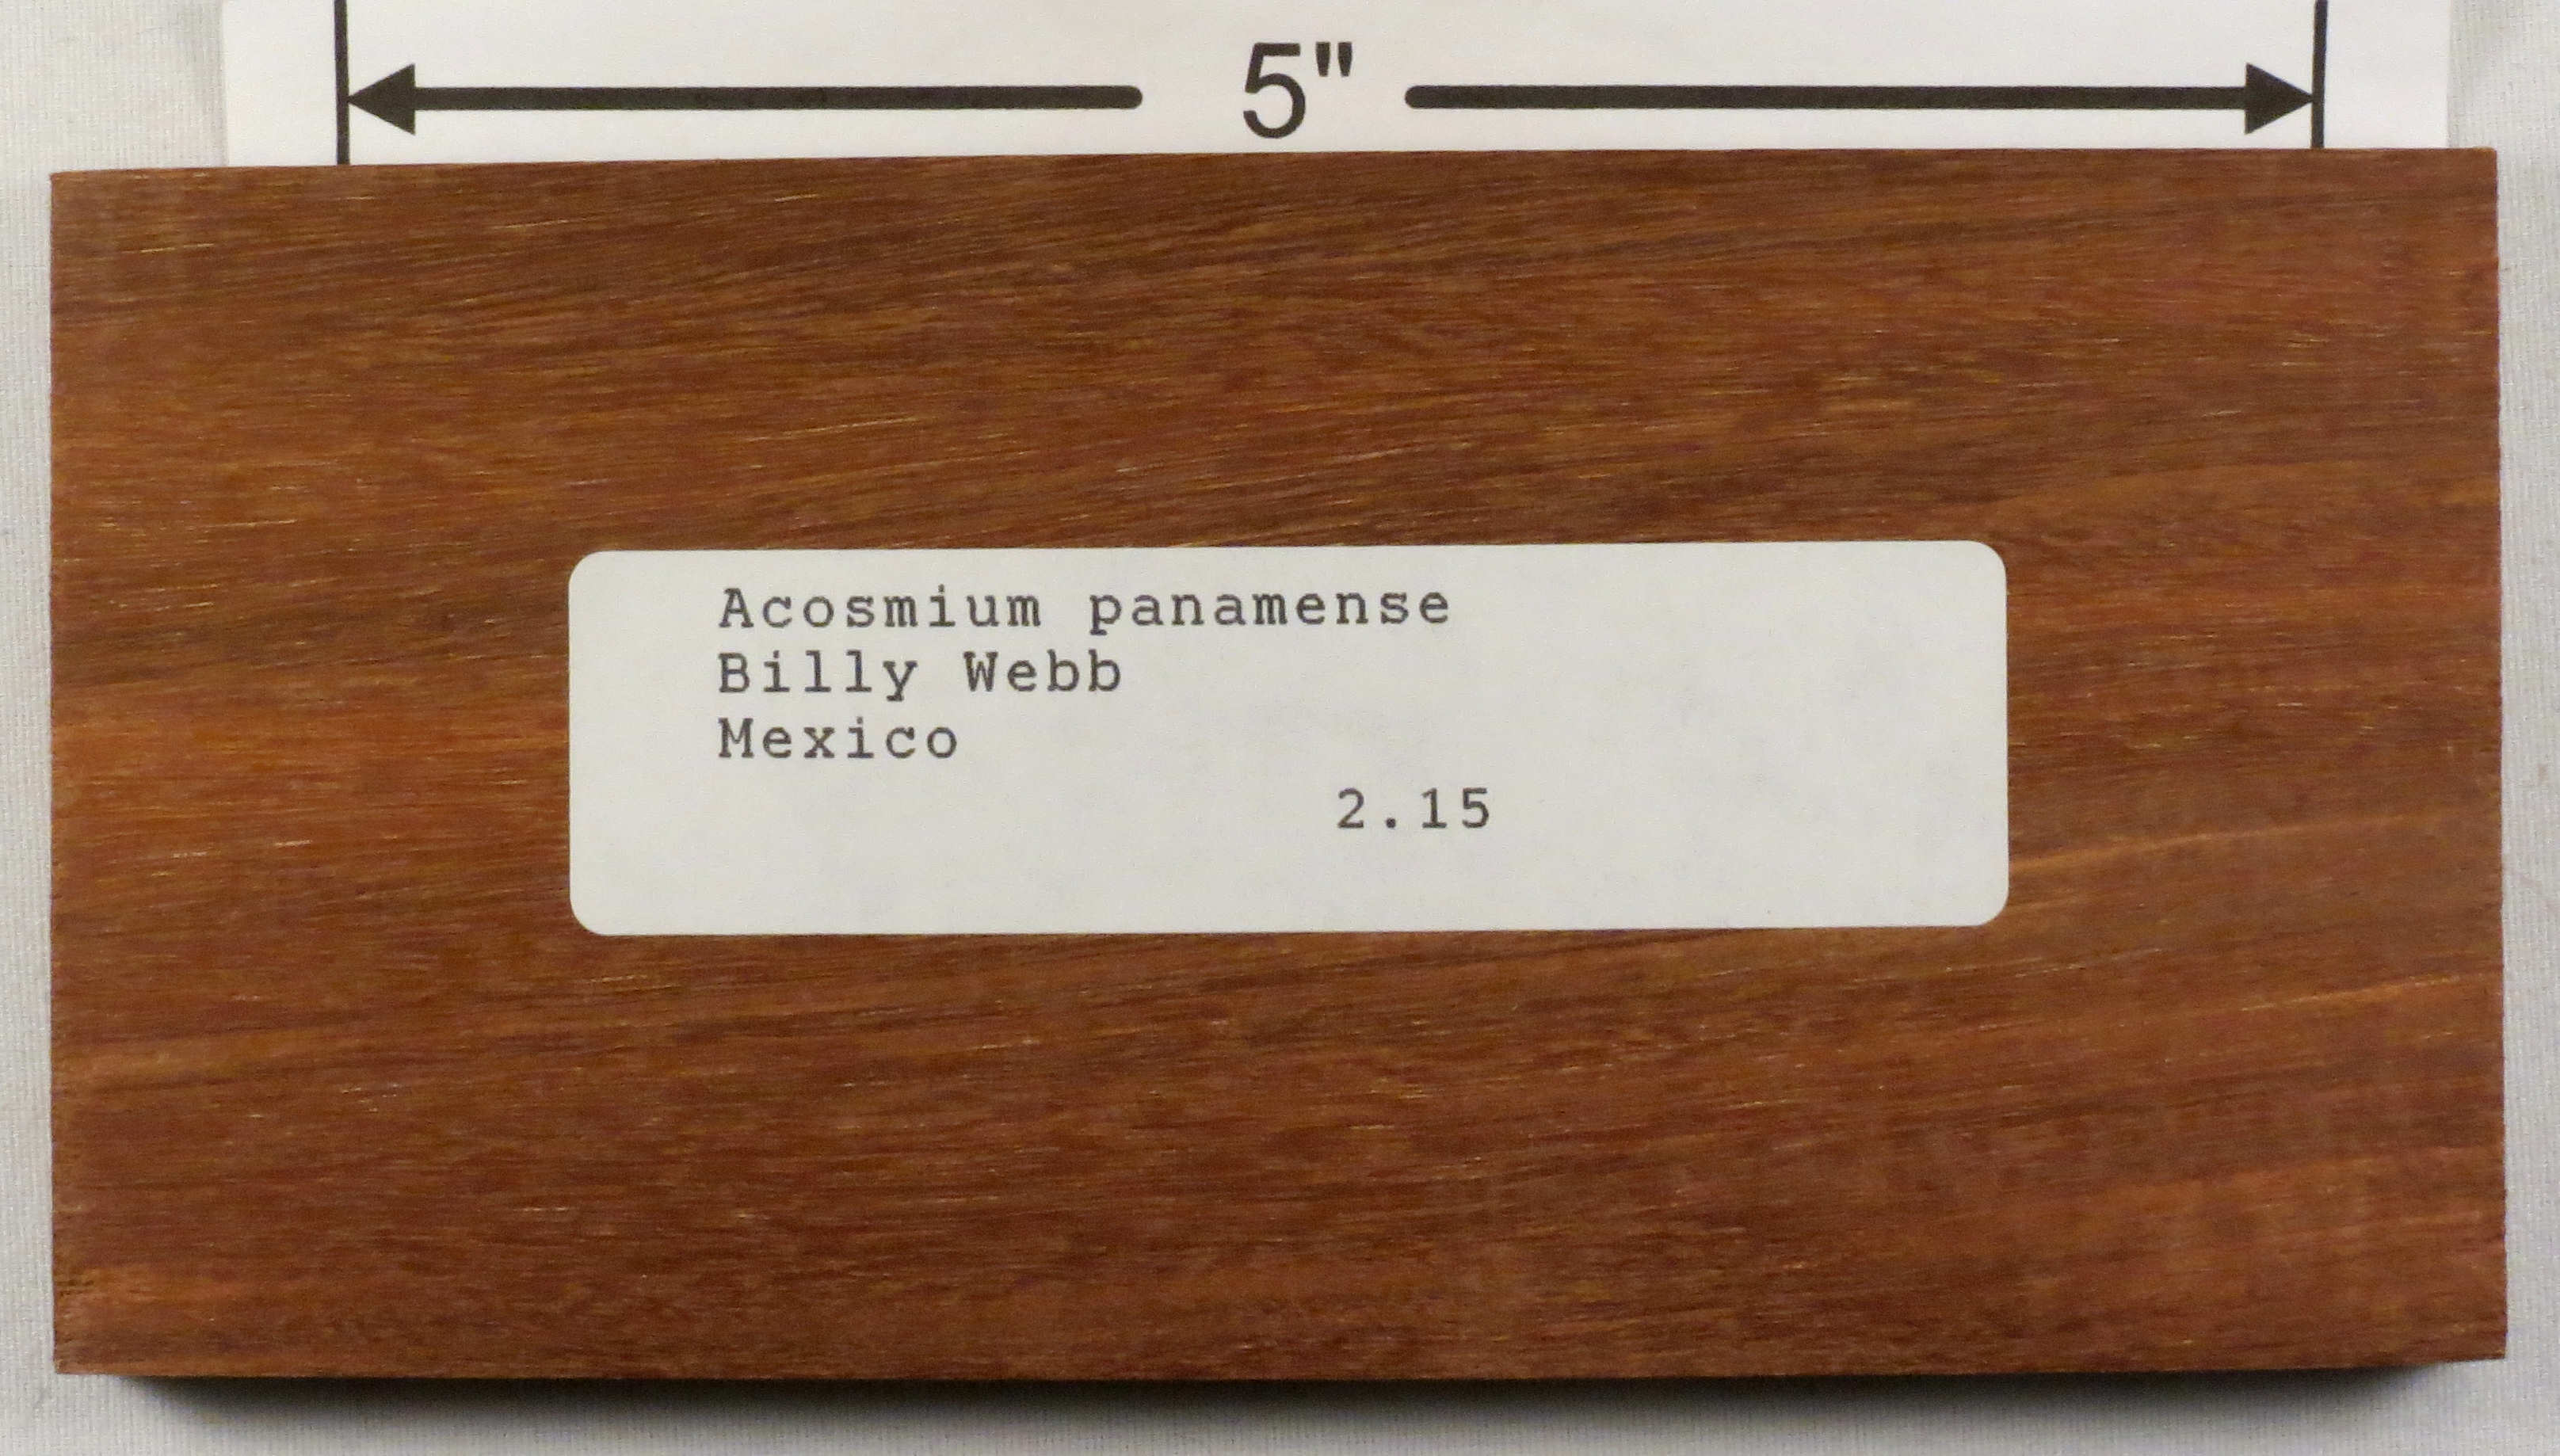 5"
Acosmium panamense
Billy Webb
Mexico
2.15